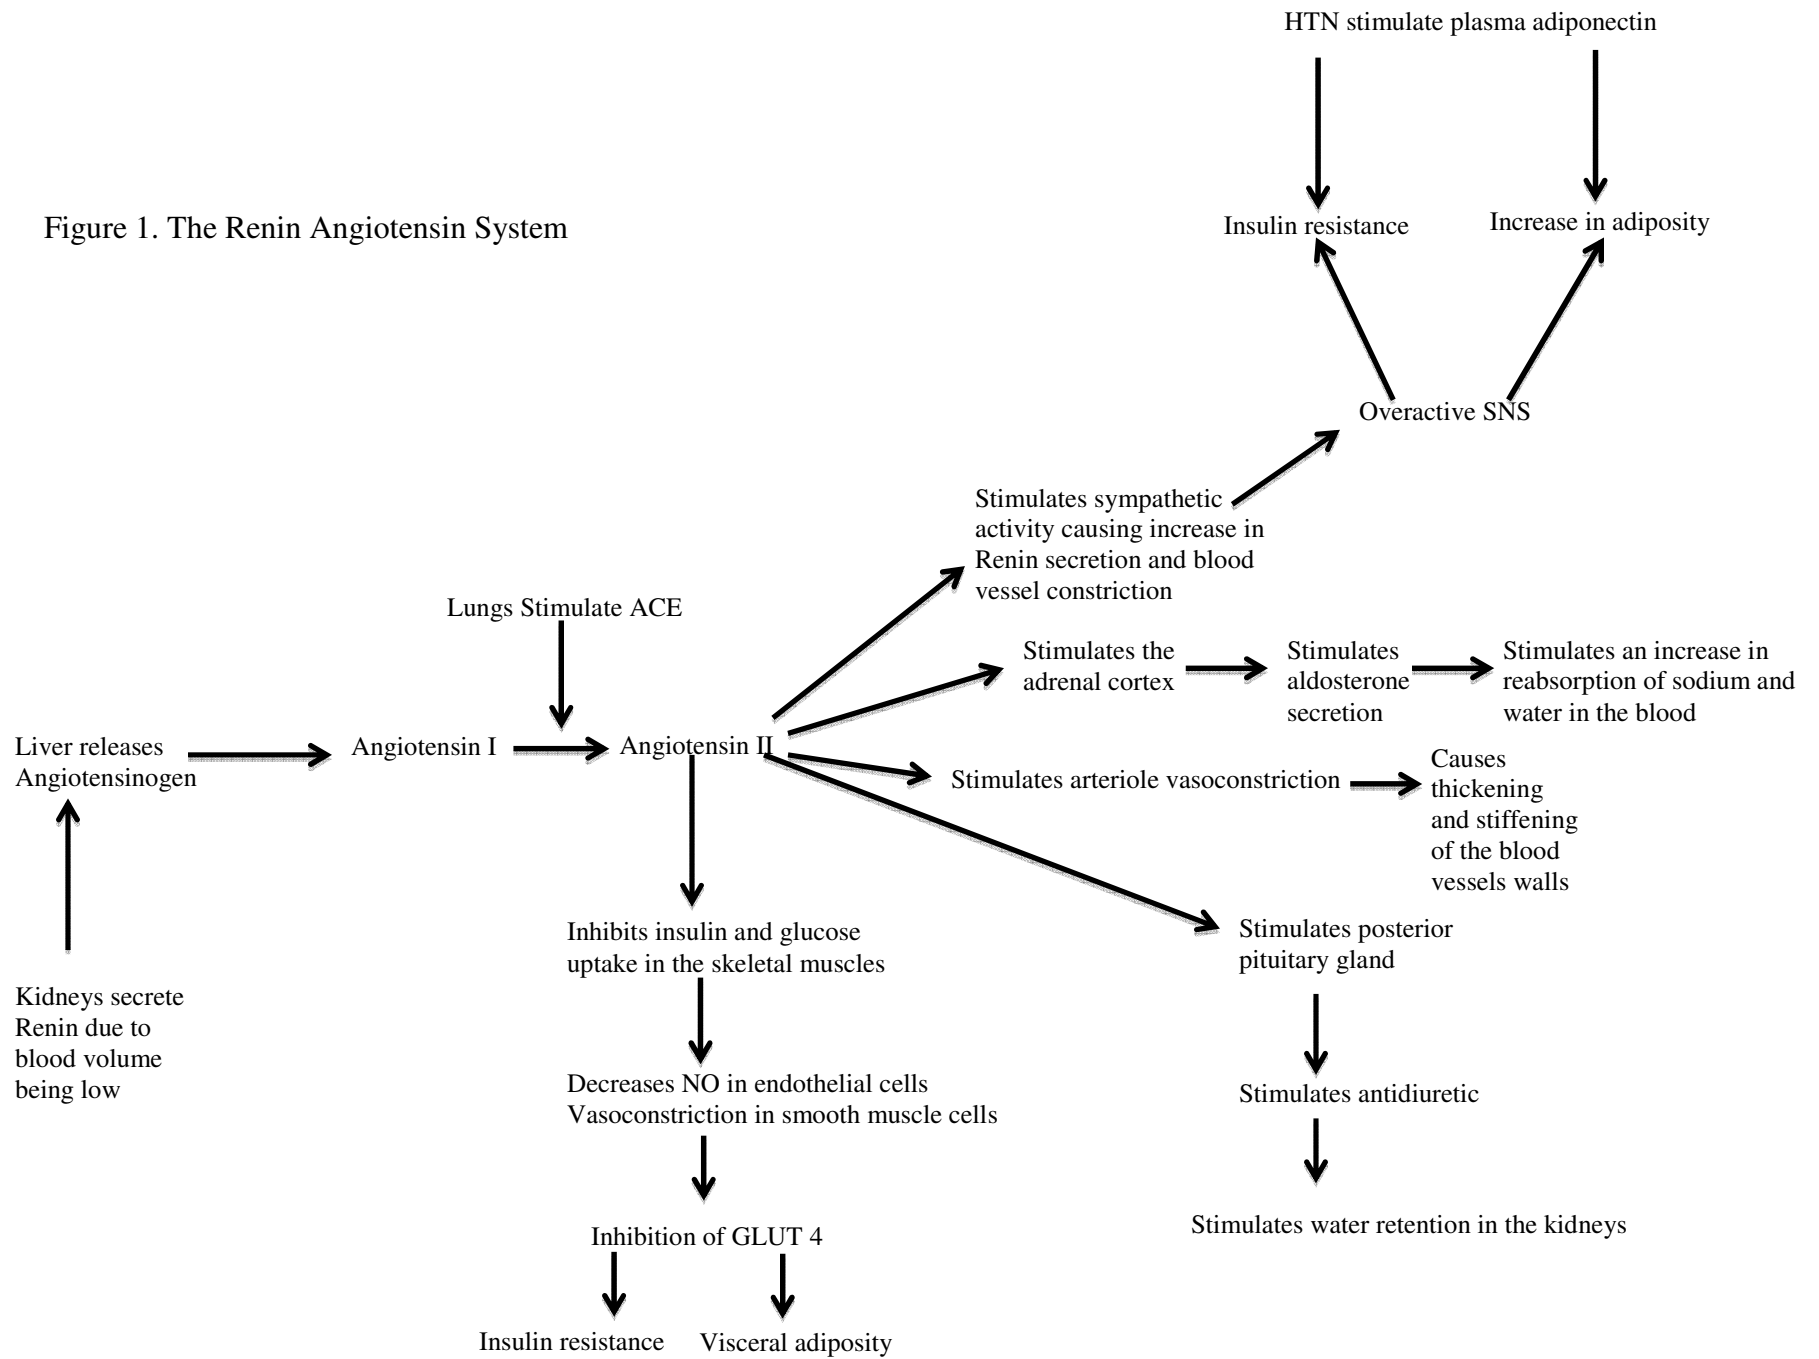 HTN stimulate plasma adiponectin
Figure 1. The Renin Angiotensin System
Insulin resistance
Increase in adiposity
Overactive SNS
Stimulates sympathetic
activity causing increase in
Renin secretion and blood
vessel constriction
Lungs Stimulate ACE
Stimulates the
adrenal cortex
Stimulates
aldosterone
secretion
Stimulates an increase in
reabsorption of sodium and
water in the blood
Liver releases
Angiotensinogen
Angiotensin I
Angiotensin II
Stimulates arteriole vasoconstriction
Causes
thickening
and stiffening
of the blood
vessels walls
Inhibits insulin and glucose
uptake in the skeletal muscles
Stimulates posterior
pituitary gland
Kidneys secrete
Renin due to
blood volume
being low
Decreases NO in endothelial cells
Vasoconstriction in smooth muscle cells
Stimulates antidiuretic
Inhibition of GLUT 4
Stimulates water retention in the kidneys
Insulin resistance
Visceral adiposity